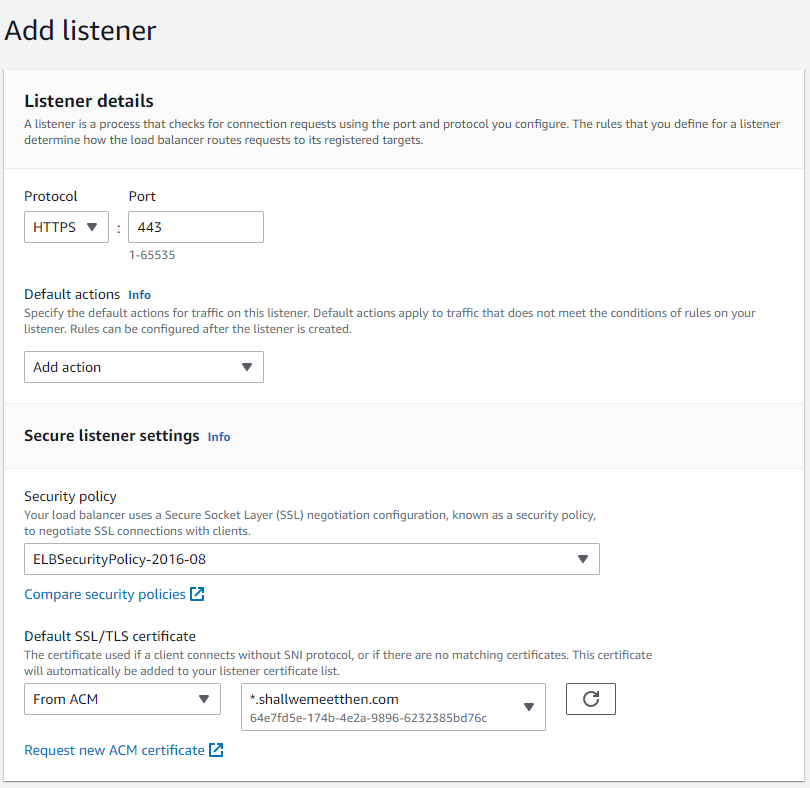 Add listener
Listener details
A listener is a process that checks for connection requests using the port and protocol you configure. The rules that you define for a listener
determine how the load balancer routes requests to its registered targets.
Protocol Port
HTTPS : 443
1-65535
Default actions Info
Specify the default actions for traffic on this listener. Default actions apply to traffic that does not meet the conditions of rules on your
listener. Rules can be configured after the listener is created.
Add action
Secure listener settings Info
Security policy
Your load balancer uses a Secure Socket Layer (SSL) negotiation configuration, known as a security policy,
to negotiate SSL connections with clients.
ELBSecurityPolicy-2016-08
Compare security policies
Default SSL/TLS certificate
The certificate used if a client connects without SNI protocol, or if there are no matching certificates. This certificate
will automatically be added to your listener certificate list.
From ACM *.shallwemeetthen.com
64e7fd5e-174b-4e2a-9896-6232385bd76c
Request new ACM certificate